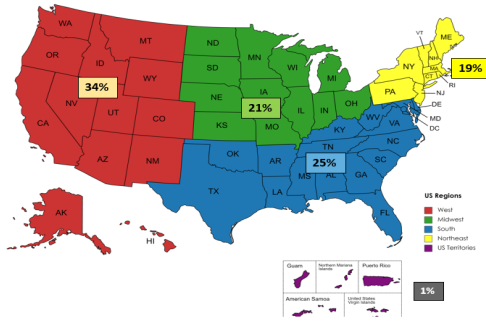 WA
MT
ND
MN
VT
ME
OR
ID
SD
WI
MI
NY
NH
MA
CT
RI
19%
WY
34%
NE
IA
21%
PA
NJ
NV
UT
CO
IL
IN
OH
DE
CA
KS
MO
KY
WV
VA
MD
DC
AZ
NM
OK
AR
TN
NC
25%
SC
TX
LA
MS
AL
GA
FL
AK
HI
US Regions
West
Midwest
South
Northeast
US Territories
Guam
Northern Mariana
Islands
Puerto Rico
American Samoa
United States
Virgin Islands
1%